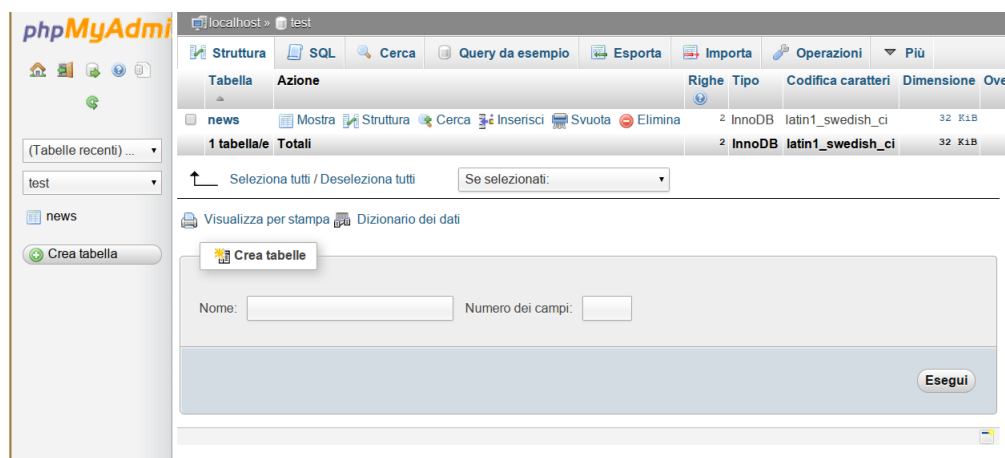 phpMyAdmi
localhost » test
Struttura SQL Cerca Query da esempio Esporta Importa Operazioni Più
Tabella Azione Righe Tipo Codifica caratteri Dimensione Ove
news Mostra Struttura Cerca Inserisci Svuota Elimina 2 InnoDB latin1_swedish_ci 32 KiB
1 tabella/e Totali 2 InnoDB latin1_swedish_ci 32 KiB
(Tabelle recenti) ...
Seleziona tutti / Deseleziona tutti Se selezionati:
test
news
Visualizza per stampa Dizionario dei dati
Crea tabella
Crea tabelle
Nome: Numero dei campi:
Esegui